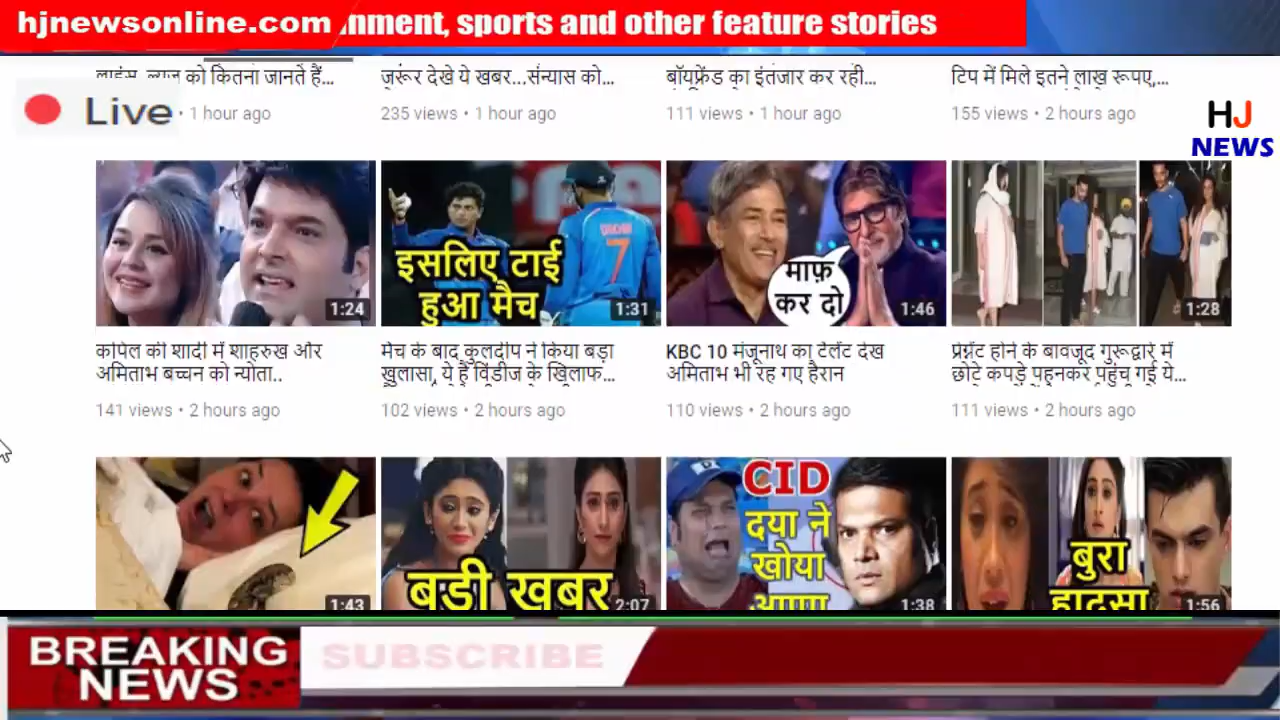 hjnewsonline.com
nment, sports and other feature stories
को कितना जानते हैं...
जरूर देखे ये खबर...संन्यास को...
बॉयफ्रेंड का इंतजार कर रही...
टिप में मिले इतने लाख रूपए,...
Live
• 1 hour ago
235 views • 1 hour ago
111 views • 1 hour ago
155 views • 2 hours ago
HJ
NEWS
1:24
इसलिए टाई
हुआ मैच
7
1:31
माफ़
कर दो
1:46
1:28
कपिल की शादी में शाहरुख और
अमिताभ बच्चन को न्योता..
141 views • 2 hours ago
मैच के बाद कुलदीप ने किया बड़ा
खुलासा, ये है विंडीज के खिलाफ...
102 views • 2 hours ago
KBC 10 मंजूनाथ का टैलेंट देख
अमिताभ भी रह गए हैरान
110 views • 2 hours ago
प्रेग्नेंट होने के बावजूद गुरूद्वारे में
छोटे कपड़े पहनकर पहुंच गई ये...
111 views • 2 hours ago
1:43
बड़ी खबर
2:07
CID
दया ने
खोया
1:38
बुरा
हादसा
1:56
BREAKING
NEWS
SUBSCRIBE